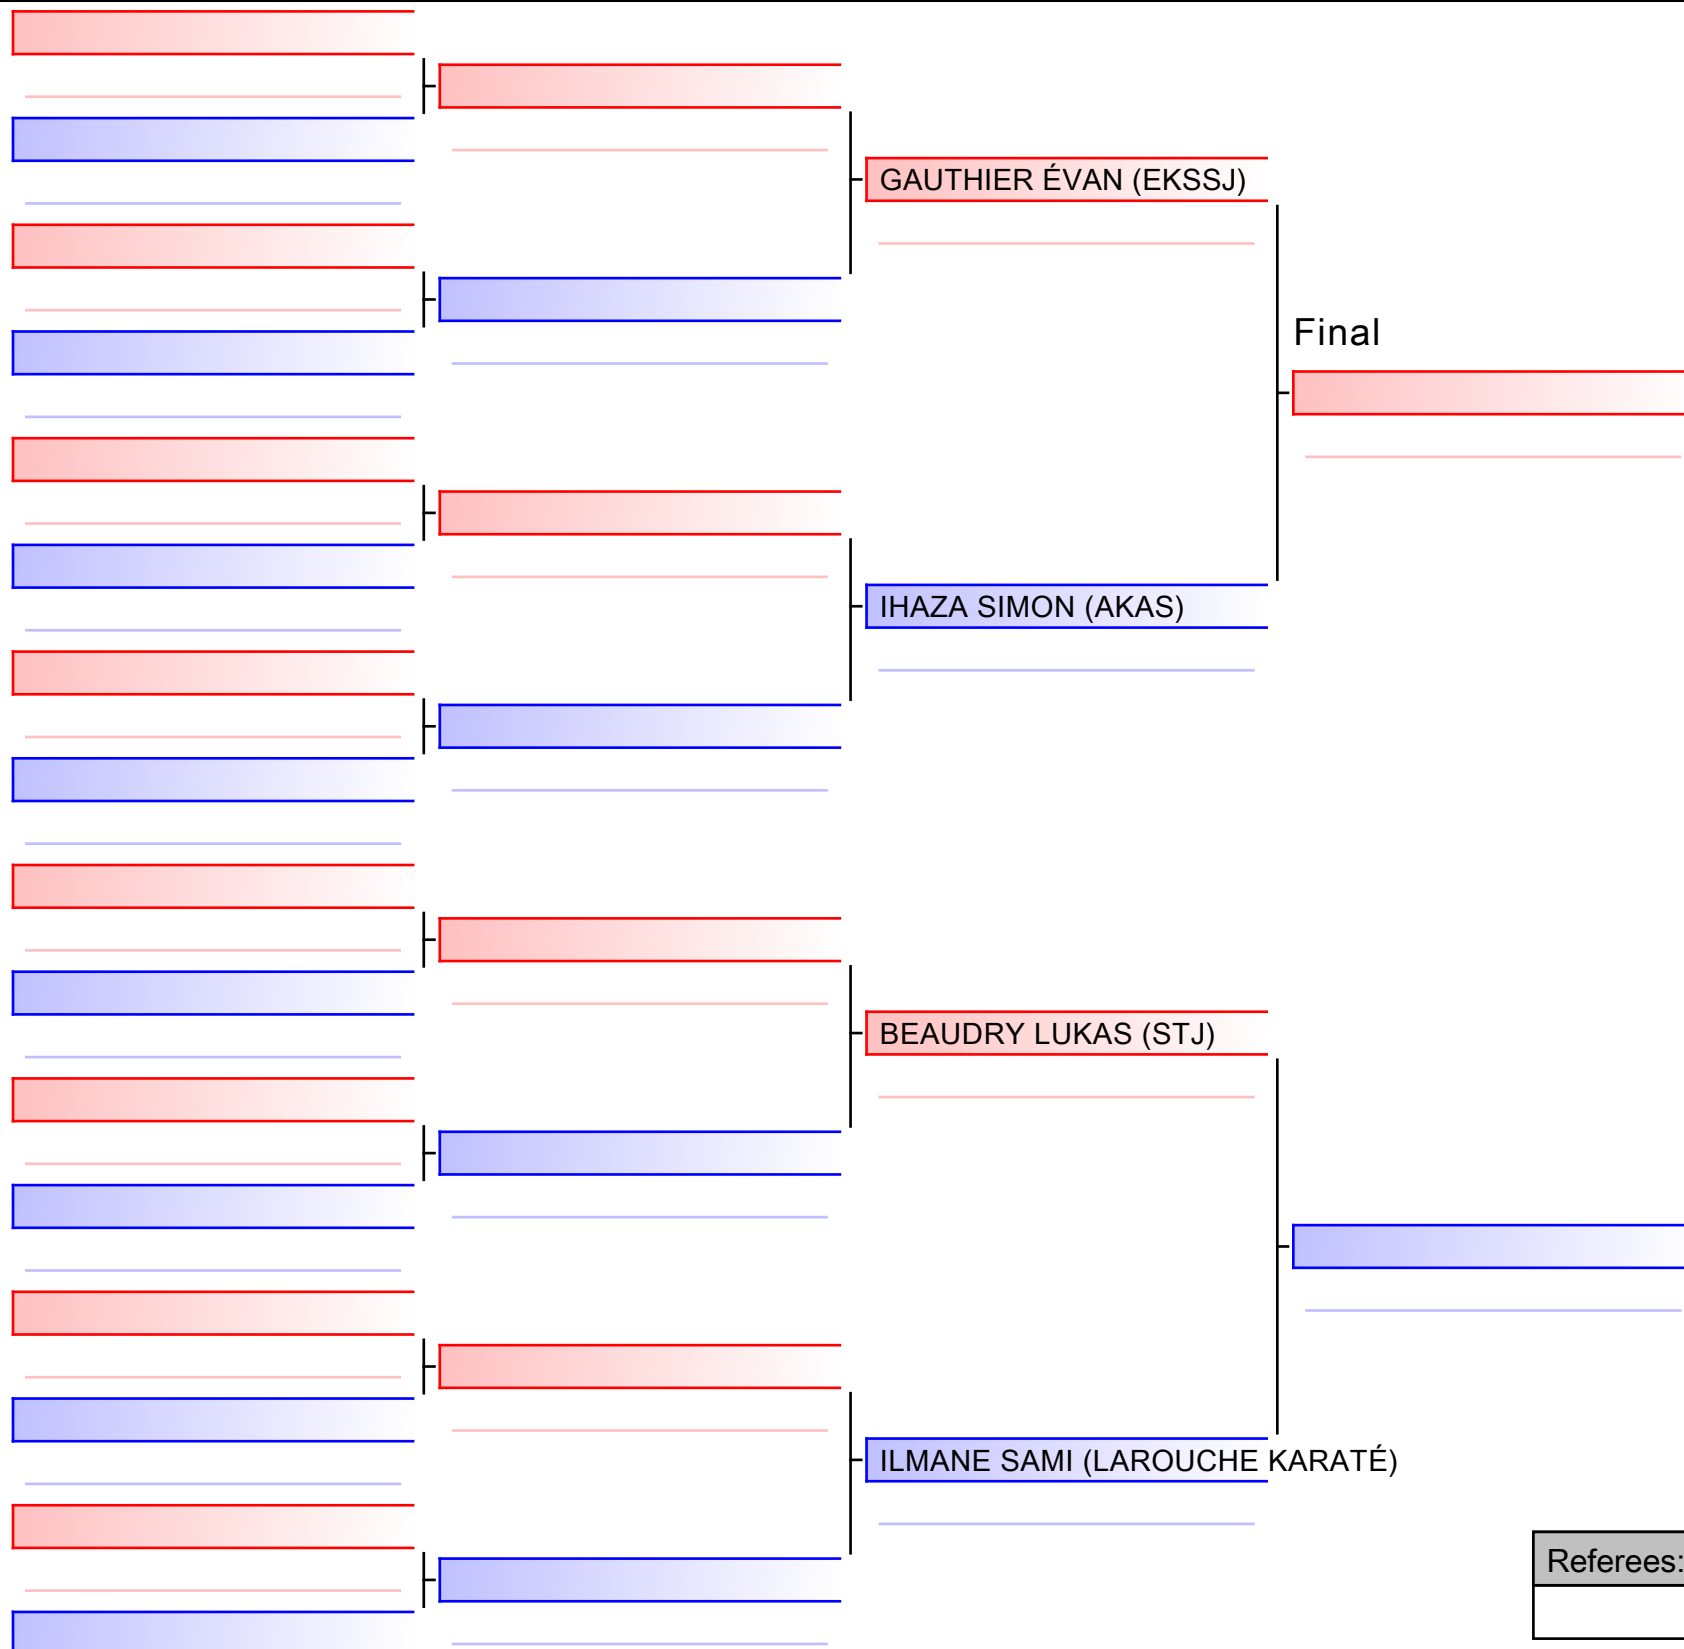 GAUTHIER ÉVAN (EKSSJ)
Final
IHAZA SIMON (AKAS)
BEAUDRY LUKAS (STJ)
ILMANE SAMI (LAROUCHE KARATÉ)
Referees: